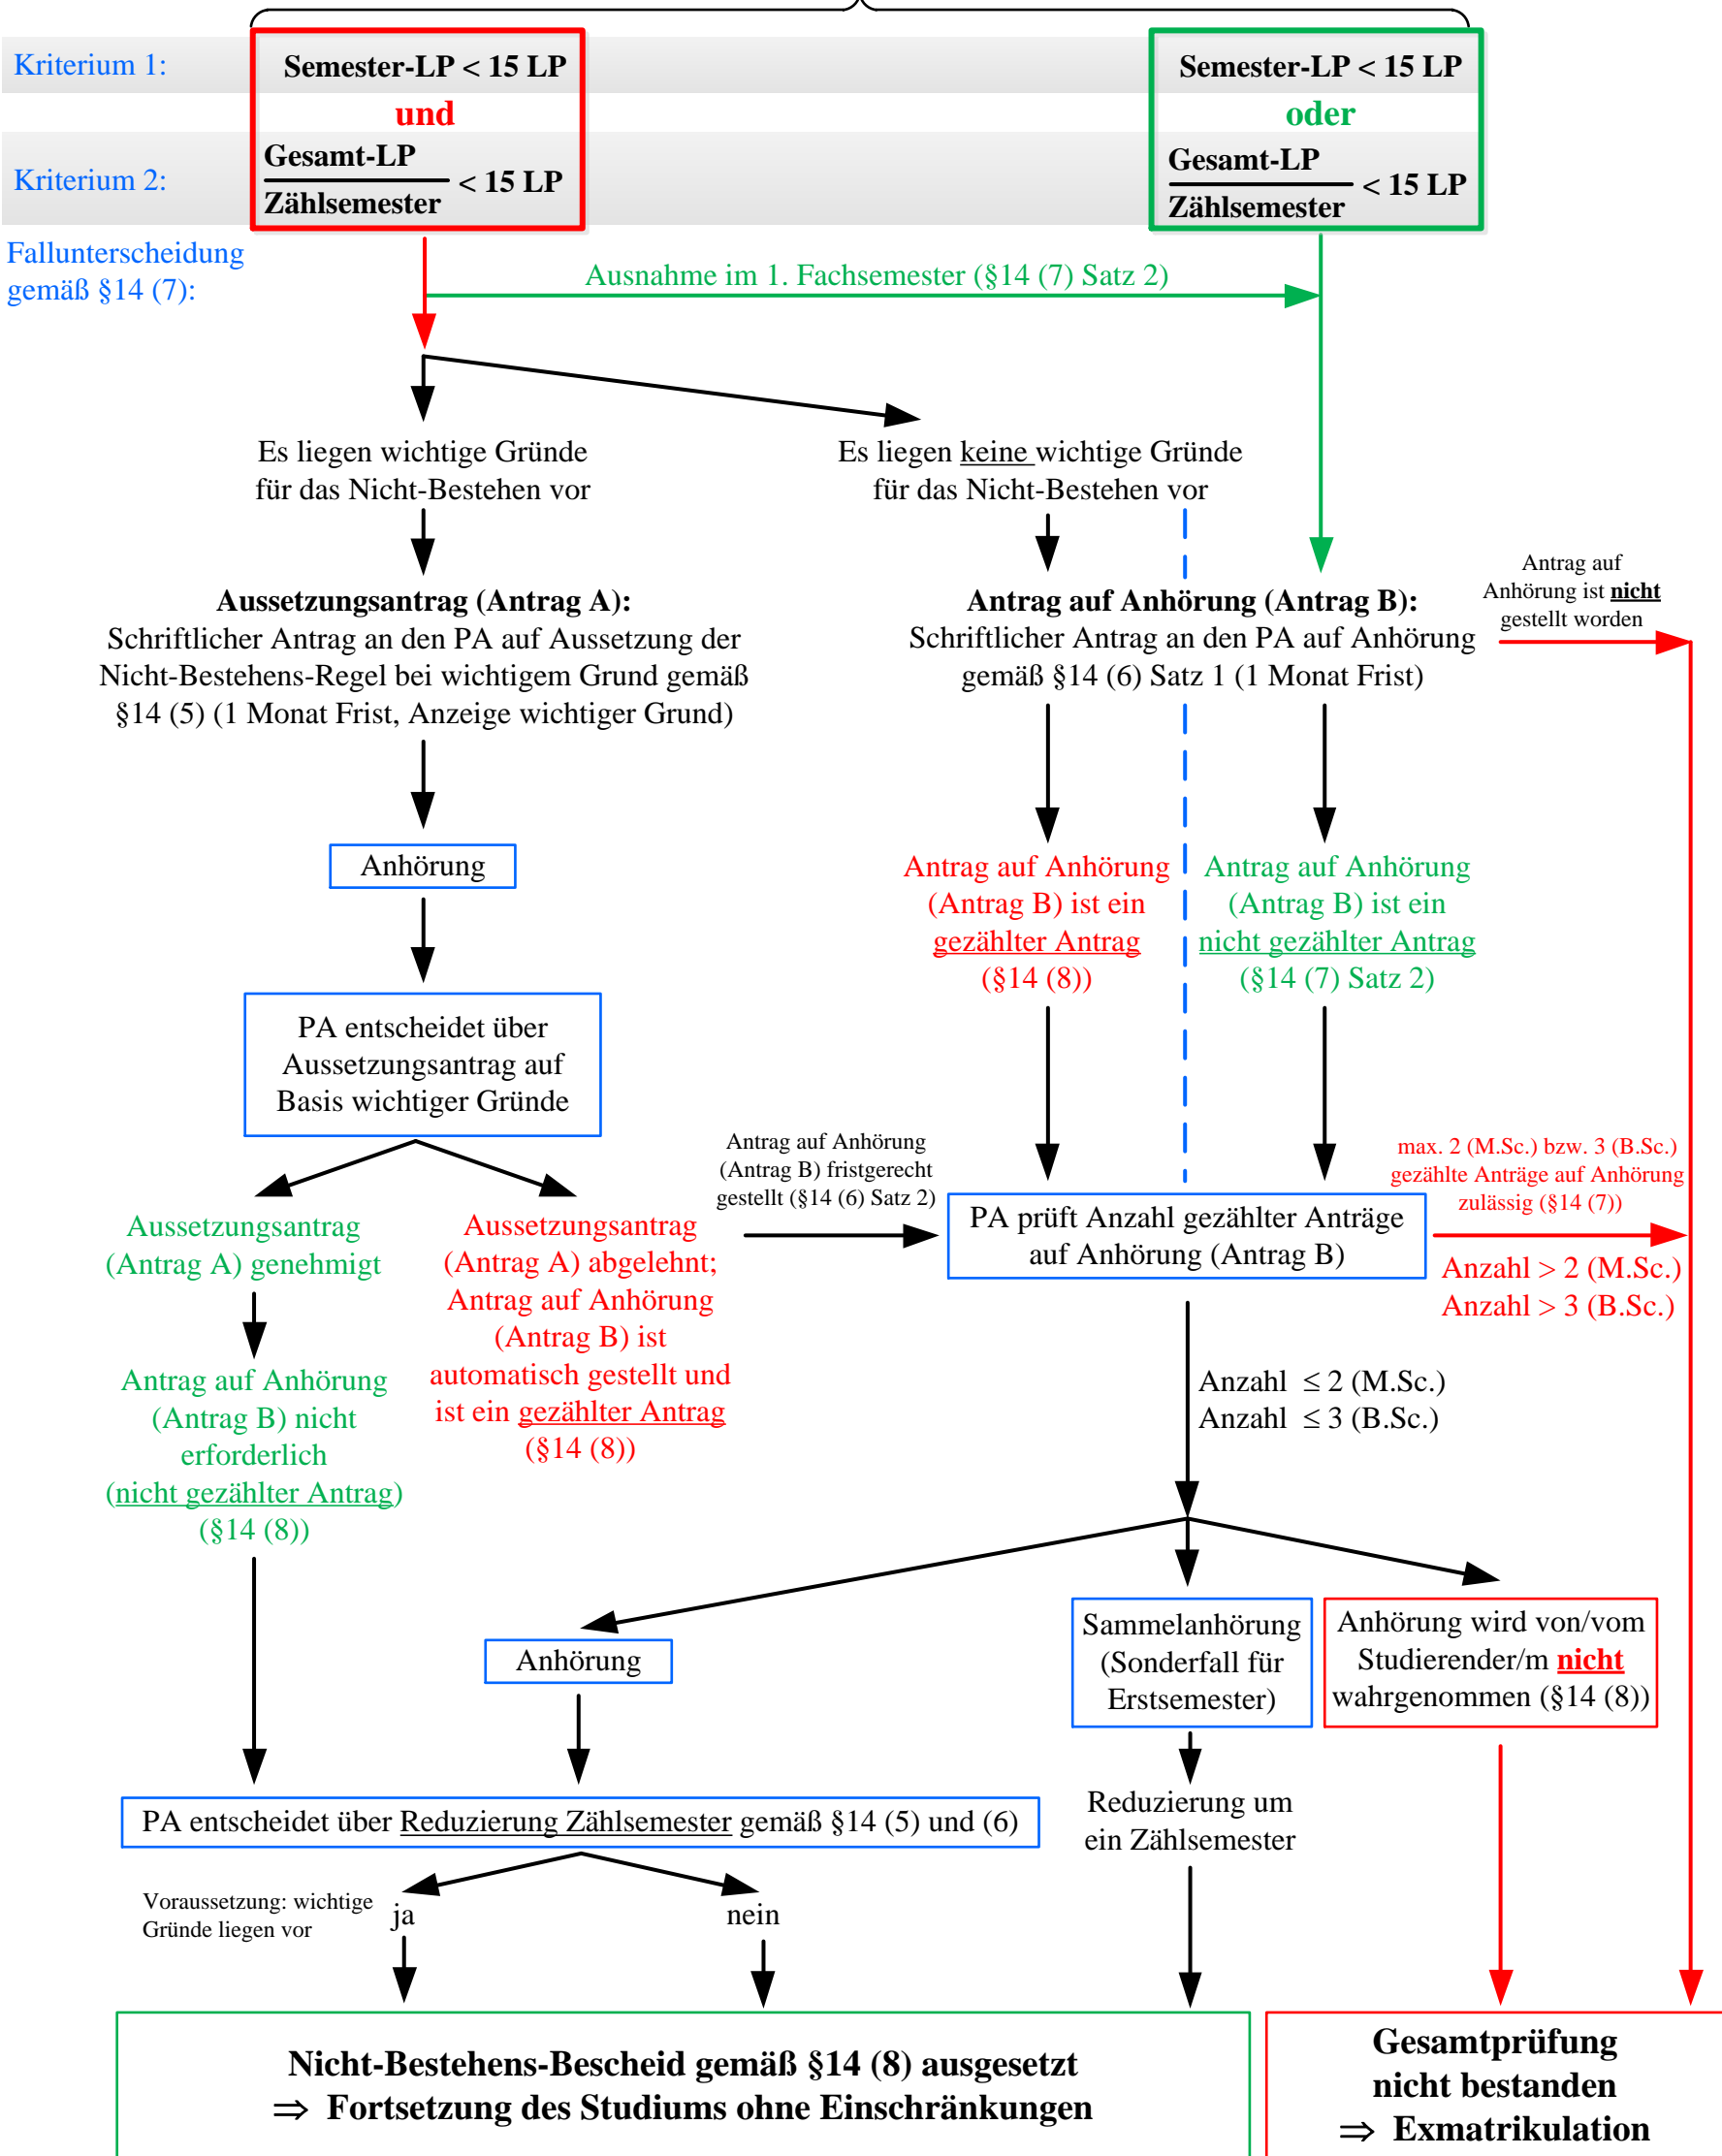 Kriterium 1:
Semester-LP < 15 LP
Semester-LP < 15 LP
und
oder
Kriterium 2:
Gesamt-LP
Zählsemester
< 15 LP
Gesamt-LP
Zählsemester
< 15 LP
Fallunterscheidung
gemäß §14 (7):
Ausnahme im 1. Fachsemester (§14 (7) Satz 2)
Es liegen wichtige Gründe
für das Nicht-Bestehen vor
Es liegen keine wichtige Gründe
für das Nicht-Bestehen vor
Aussetzungsantrag (Antrag A):
Schriftlicher Antrag an den PA auf Aussetzung der
Nicht-Bestehens-Regel bei wichtigem Grund gemäß
§14 (5) (1 Monat Frist, Anzeige wichtiger Grund)
Antrag auf Anhörung (Antrag B):
Schriftlicher Antrag an den PA auf Anhörung
gemäß §14 (6) Satz 1 (1 Monat Frist)
Antrag auf
Anhörung ist nicht
gestellt worden
Anhörung
Antrag auf Anhörung
(Antrag B) ist ein
gezählter Antrag
(§14 (8))
Antrag auf Anhörung
(Antrag B) ist ein
nicht gezählter Antrag
(§14 (7) Satz 2)
PA entscheidet über
Aussetzungsantrag auf
Basis wichtiger Gründe
Antrag auf Anhörung
(Antrag B) fristgerecht
gestellt (§14 (6) Satz 2)
max. 2 (M.Sc.) bzw. 3 (B.Sc.)
gezählte Anträge auf Anhörung
zulässig (§14 (7))
Aussetzungsantrag
(Antrag A) genehmigt
Aussetzungsantrag
(Antrag A) abgelehnt;
Antrag auf Anhörung
(Antrag B) ist
automatisch gestellt und
ist ein gezählter Antrag
(§14 (8))
PA prüft Anzahl gezählter Anträge
auf Anhörung (Antrag B)
Anzahl > 2 (M.Sc.)
Anzahl > 3 (B.Sc.)
Antrag auf Anhörung
(Antrag B) nicht
erforderlich
(nicht gezählter Antrag)
(§14 (8))
Anzahl ≤ 2 (M.Sc.)
Anzahl ≤ 3 (B.Sc.)
Anhörung
Sammelanhörung
(Sonderfall für
Erstsemester)
Anhörung wird von/vom
Studierender/m nicht
wahrgenommen (§14 (8))
PA entscheidet über Reduzierung Zählsemester gemäß §14 (5) und (6)
Reduzierung um
ein Zählsemester
Voraussetzung: wichtige
Gründe liegen vor
ja
nein
Nicht-Bestehens-Bescheid gemäß §14 (8) ausgesetzt
⇒ Fortsetzung des Studiums ohne Einschränkungen
Gesamtprüfung
nicht bestanden
⇒ Exmatrikulation